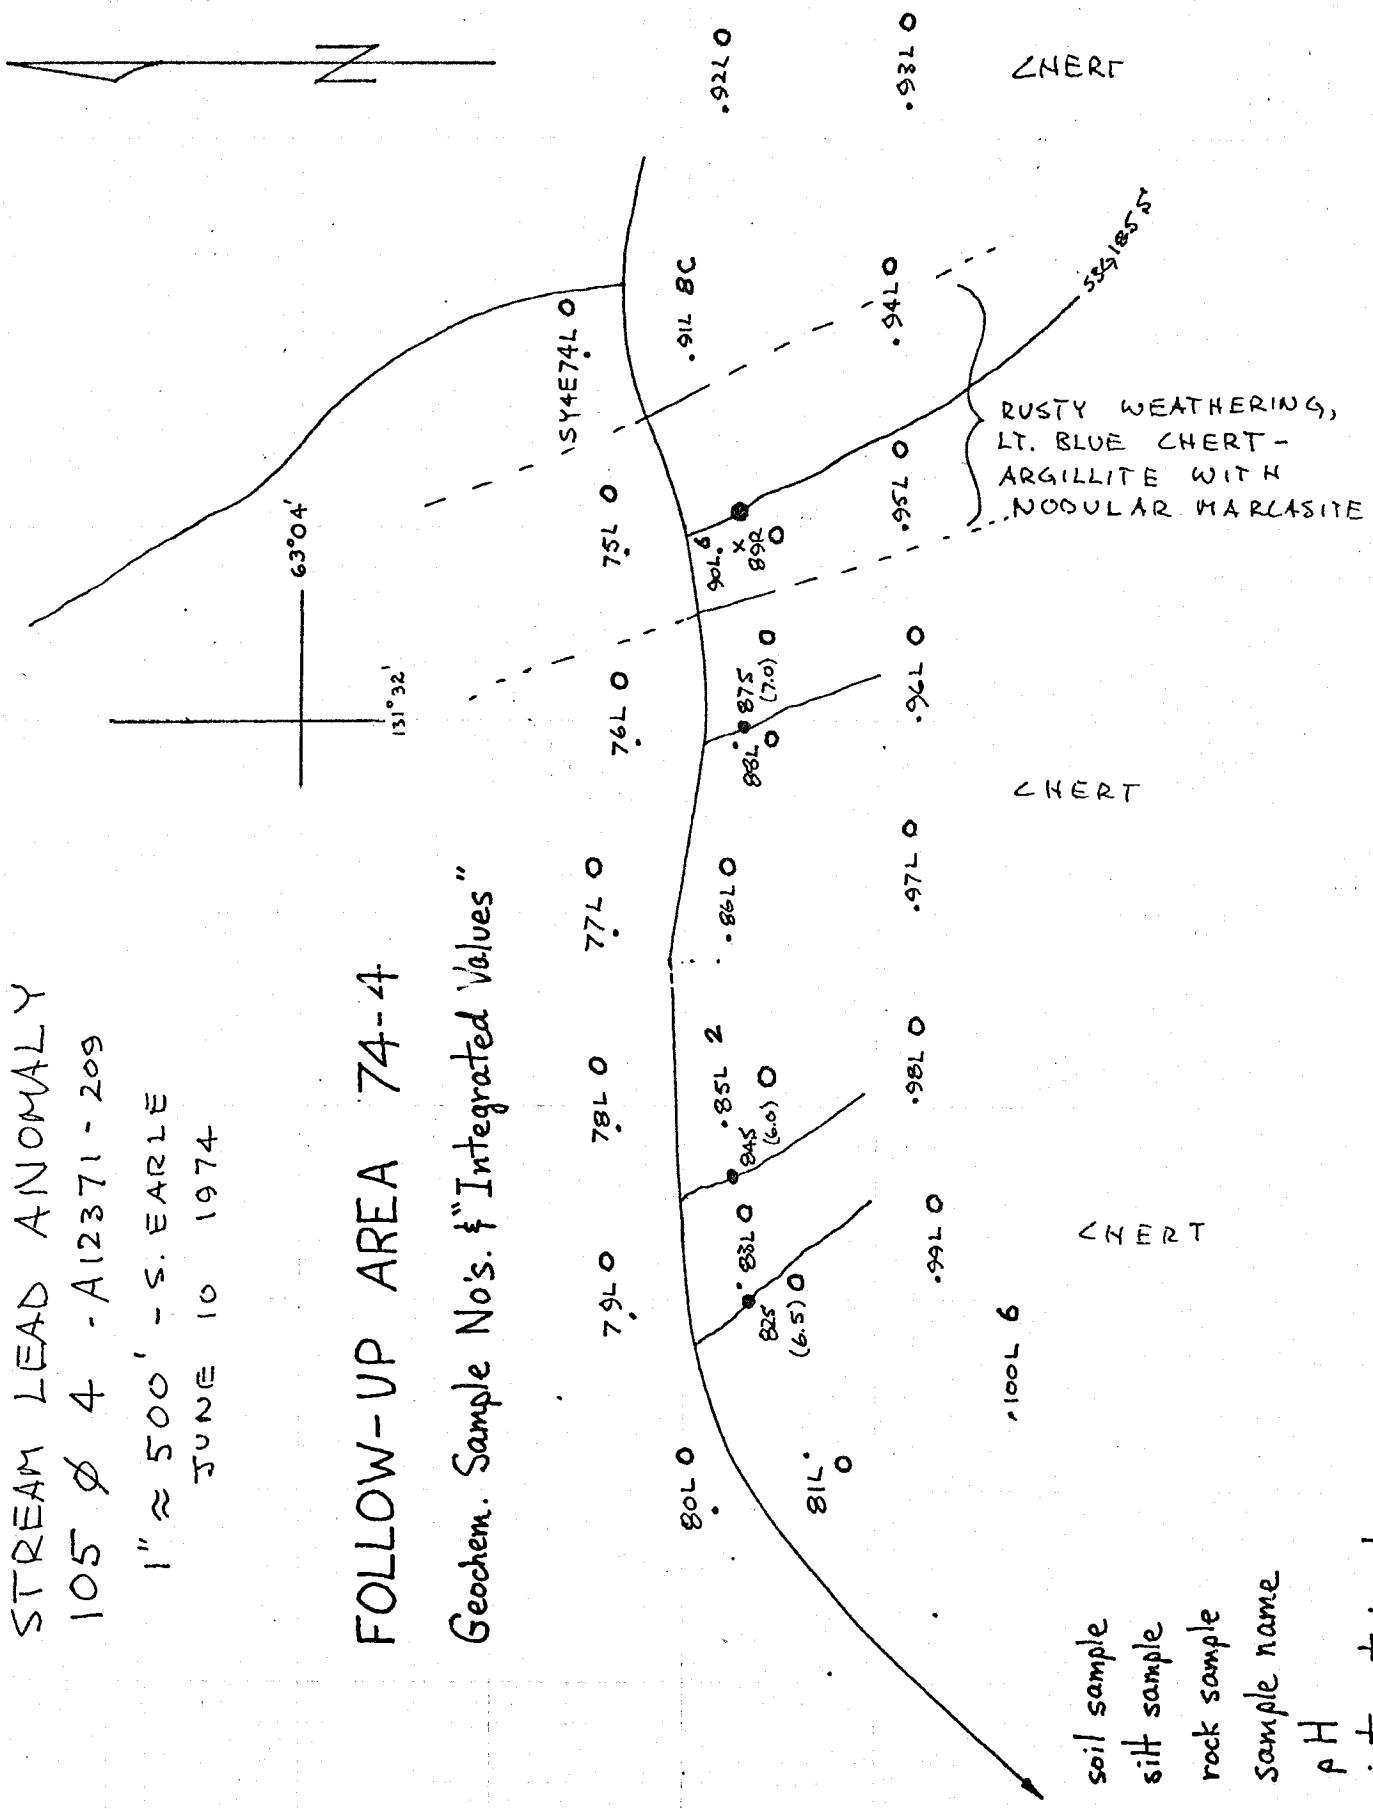 STREAM LEAD ANOMALY
105 Ø 4 - A12371-209
1" ≈ 500' - S. EARLE
JUNE 10 1974
FOLLOW-UP AREA 74-4
Geochem. Sample No's. & "Integrated Values"
N
63°04'
131°32'
1SY4E74L O
75L O
76L O
77L O
78L O
79L O
80L O
81L O
82S (6.5) O
83L O
84S (6.0) O
85L 2
86L O
87S (7.0) O
88L O
89R O
90L 6
91L 8C
92L O
93L O
94L O
95L O
96L O
97L O
98L O
99L O
100L 6
CHERT
RUSTY WEATHERING,
LT. BLUE CHERT-
ARGILLITE WITH
NODULAR MARCASITE
CHERT
CHERT
soil sample
silt sample
rock sample
sample name
pH